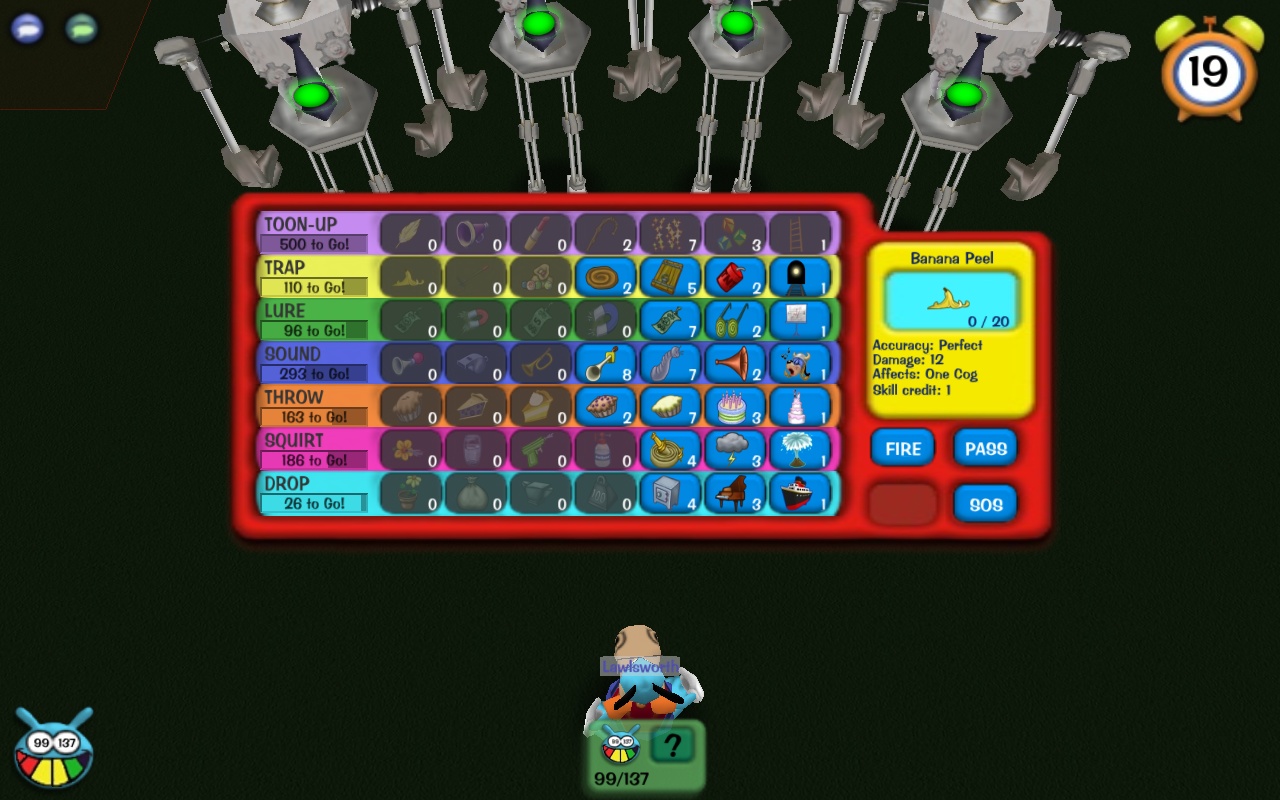 19
TOON-UP
500 to Go!
0 0 0 2 7 3 1
TRAP
110 to Go!
0 0 0 2 5 2 1
LURE
96 to Go!
0 0 0 0 7 2 1
SOUND
293 to Go!
0 0 0 8 7 2 1
THROW
163 to Go!
0 0 0 2 7 3 1
SQUIRT
186 to Go!
0 0 0 0 4 3 1
DROP
26 to Go!
0 0 0 0 4 3 1
Banana Peel
0 / 20
Accuracy: Perfect
Damage: 12
Affects: One Cog
Skill credit: 1
FIRE PASS
SOS
Lawlsworth
99 137
99 137
?
99/137